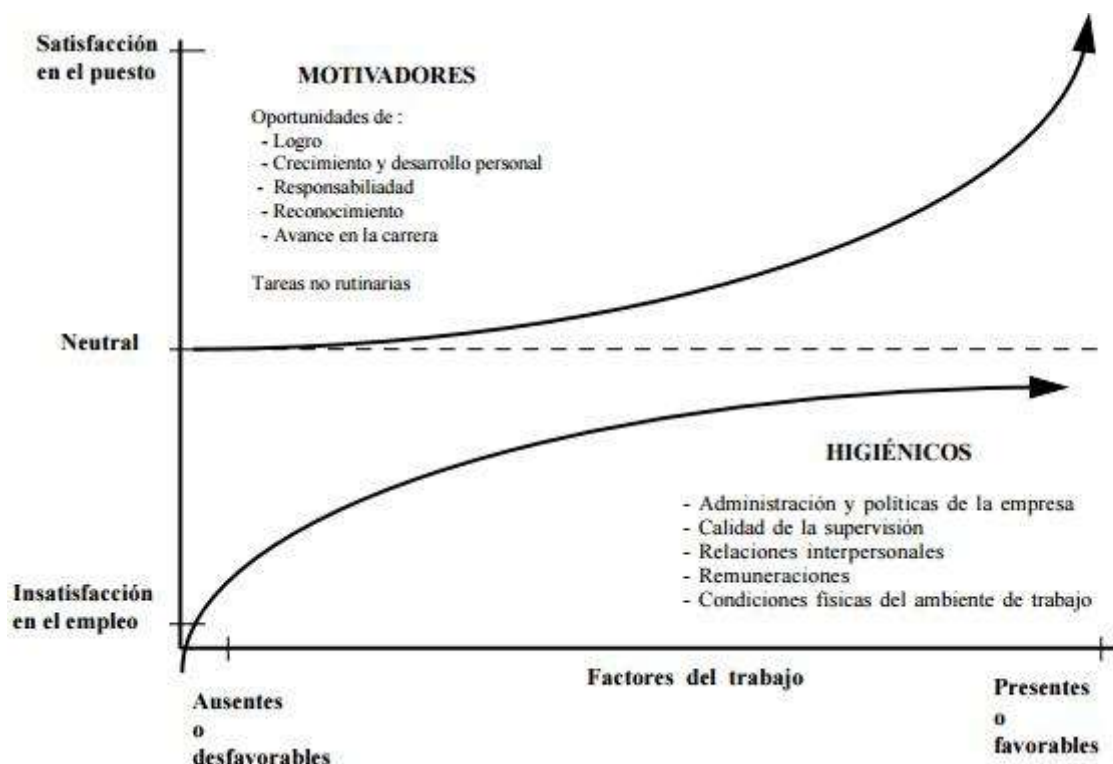 Satisfacción
en el puesto
MOTIVADORES
Oportunidades de :
- Logro
- Crecimiento y desarrollo personal
- Responsabiliadad
- Reconocimiento
- Avance en la carrera
Tareas no rutinarias
Neutral
HIGIÉNICOS
- Administración y políticas de la empresa
- Calidad de la supervisión
- Relaciones interpersonales
- Remuneraciones
- Condiciones físicas del ambiente de trabajo
Insatisfacción
en el empleo
Factores del trabajo
Ausentes
o
desfavorables
Presentes
o
favorables